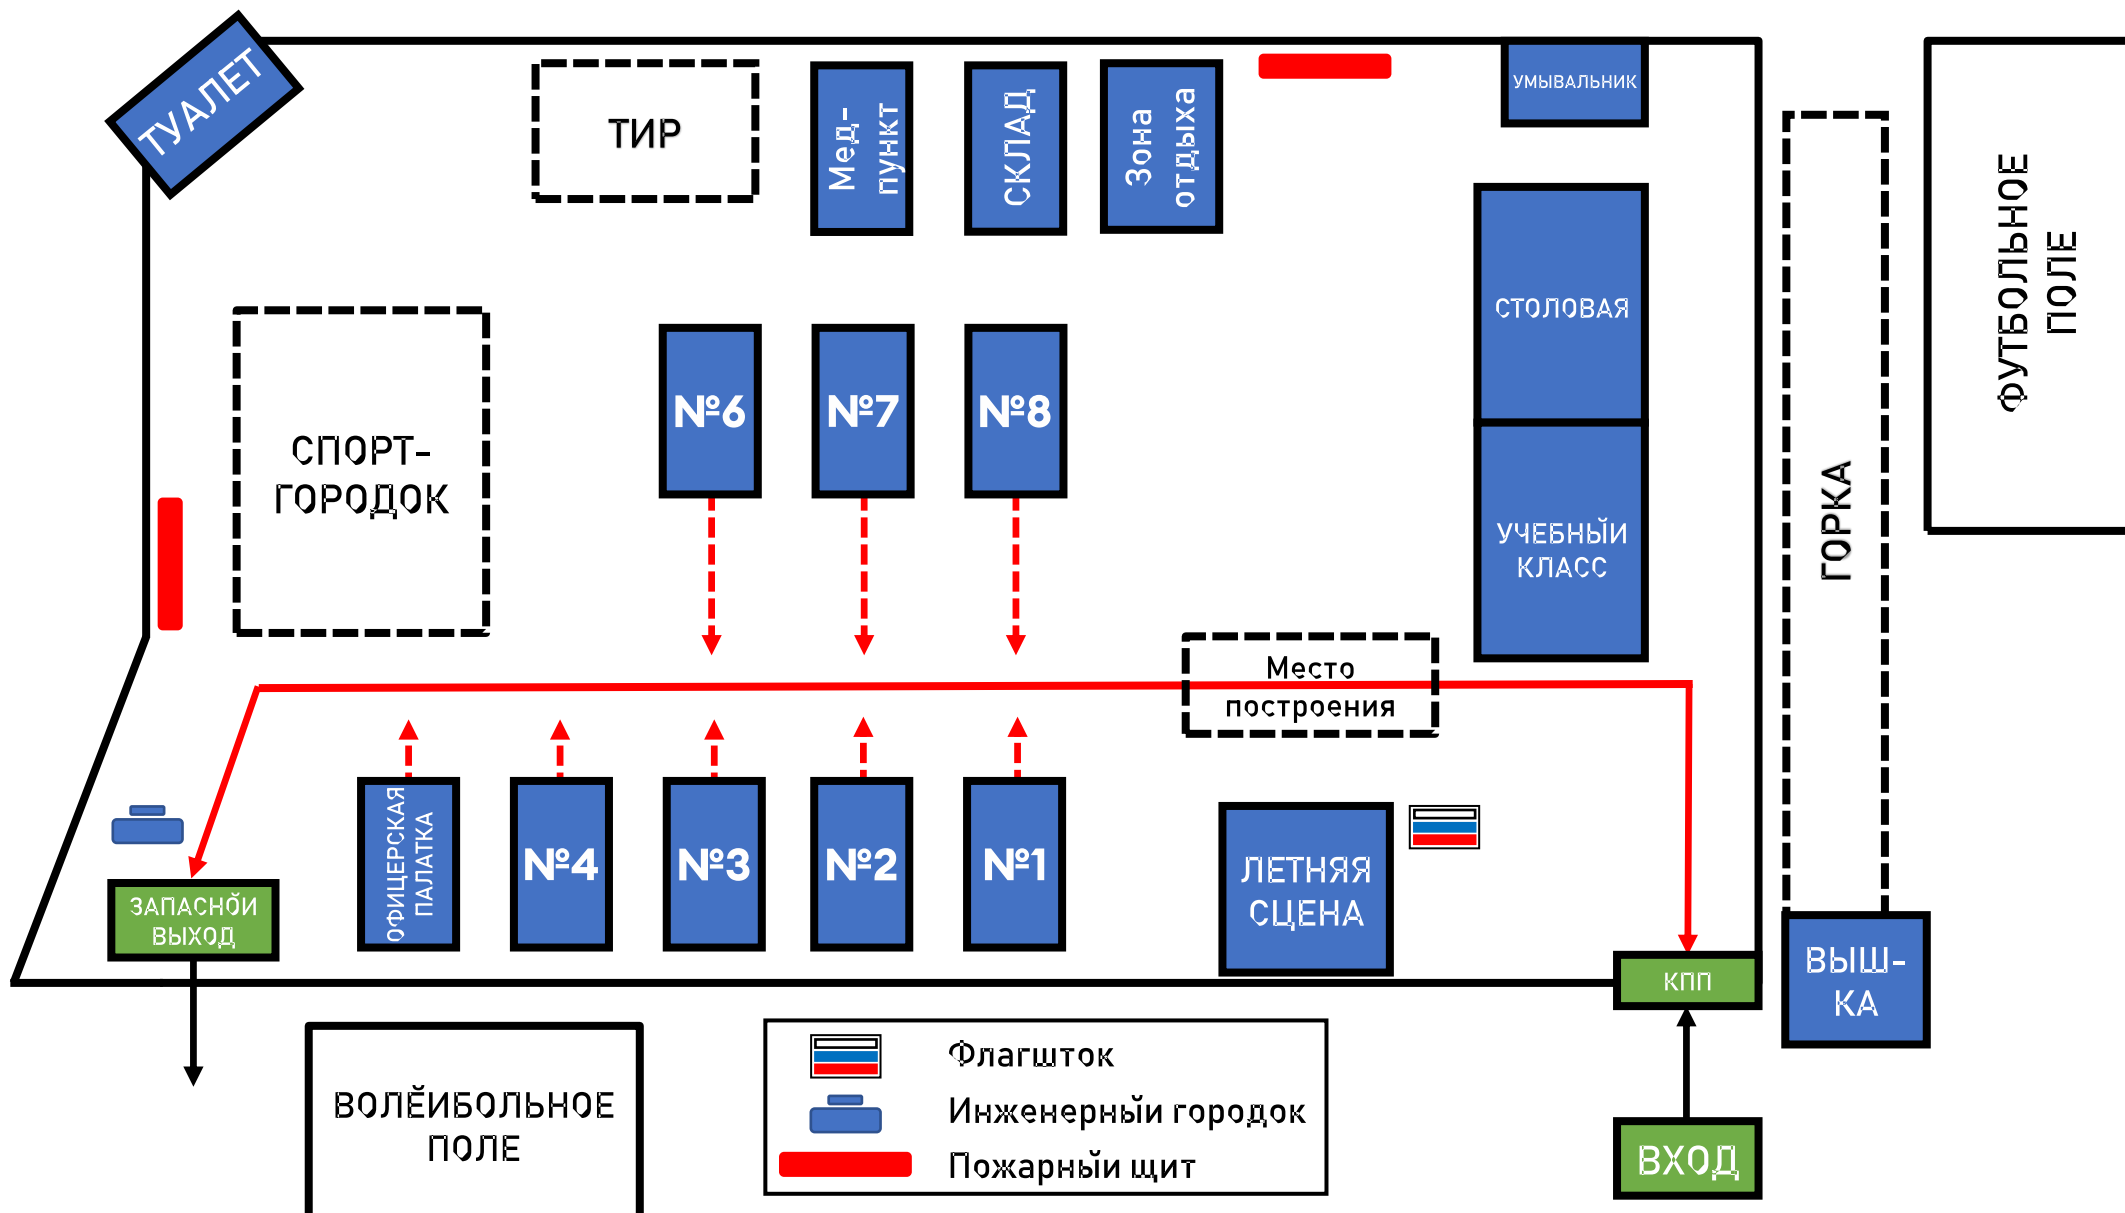 ТУАЛЕТ
ТИР
Мед-
пункт
СКЛАД
Зона
отдыха
УМЫВАЛЬНИК
ФУТБОЛЬНОЕ
ПОЛЕ
СТОЛОВАЯ
СПОРТ-
ГОРОДОК
№6
№7
№8
УЧЕБНЫЙ
КЛАСС
ГОРКА
Место
построения
ОФИЦЕРСКАЯ
ПАЛАТКА
№4
№3
№2
№1
ЛЕТНЯЯ
СЦЕНА
ЗАПАСНОЙ
ВЫХОД
КПП
ВЫШ-
КА
ВОЛЕЙБОЛЬНОЕ
ПОЛЕ
Флагшток
Инженерный городок
Пожарный щит
ВХОД